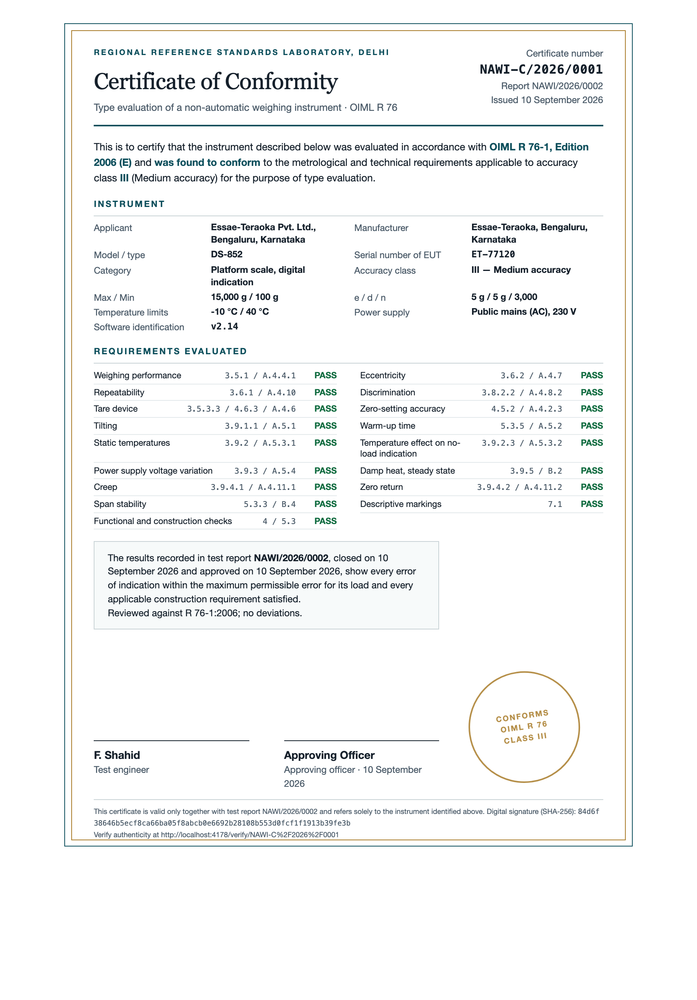 REGIONAL REFERENCE STANDARDS LABORATORY, DELHI
Certificate of Conformity
Type evaluation of a non-automatic weighing instrument · OIML R 76
Certificate number
NAWI-C/2026/0001
Report NAWI/2026/0002
Issued 10 September 2026
This is to certify that the instrument described below was evaluated in accordance with OIML R 76-1, Edition
2006 (E) and was found to conform to the metrological and technical requirements applicable to accuracy
class III (Medium accuracy) for the purpose of type evaluation.
INSTRUMENT
Applicant Essae-Teraoka Pvt. Ltd., Manufacturer Essae-Teraoka, Bengaluru,
Bengaluru, Karnataka Karnataka
Model / type DS-852 Serial number of EUT ET-77120
Category Platform scale, digital Accuracy class III — Medium accuracy
indication
Max / Min 15,000 g / 100 g e / d / n 5 g / 5 g / 3,000
Temperature limits -10 °C / 40 °C Power supply Public mains (AC), 230 V
Software identification v2.14
REQUIREMENTS EVALUATED
Weighing performance 3.5.1 / A.4.4.1 PASS Eccentricity 3.6.2 / A.4.7 PASS
Repeatability 3.6.1 / A.4.10 PASS Discrimination 3.8.2.2 / A.4.8.2 PASS
Tare device 3.5.3.3 / 4.6.3 / A.4.6 PASS Zero-setting accuracy 4.5.2 / A.4.2.3 PASS
Tilting 3.9.1.1 / A.5.1 PASS Warm-up time 5.3.5 / A.5.2 PASS
Static temperatures 3.9.2 / A.5.3.1 PASS Temperature effect on no- 3.9.2.3 / A.5.3.2 PASS
load indication
Power supply voltage variation 3.9.3 / A.5.4 PASS Damp heat, steady state 3.9.5 / B.2 PASS
Creep 3.9.4.1 / A.4.11.1 PASS Zero return 3.9.4.2 / A.4.11.2 PASS
Span stability 5.3.3 / B.4 PASS Descriptive markings 7.1 PASS
Functional and construction checks 4 / 5.3 PASS
The results recorded in test report NAWI/2026/0002, closed on 10
September 2026 and approved on 10 September 2026, show every error
of indication within the maximum permissible error for its load and every
applicable construction requirement satisfied.
Reviewed against R 76-1:2006; no deviations.
CONFORMS
OIML R 76
CLASS III
F. Shahid
Test engineer
Approving Officer
Approving officer · 10 September
2026
This certificate is valid only together with test report NAWI/2026/0002 and refers solely to the instrument identified above. Digital signature (SHA-256): 84d6f
38646b5ecf8ca66ba05f8abcb0e6692b28108b553d0fcf1f1913b39fe3b
Verify authenticity at http://localhost:4178/verify/NAWI-C%2F2026%2F0001